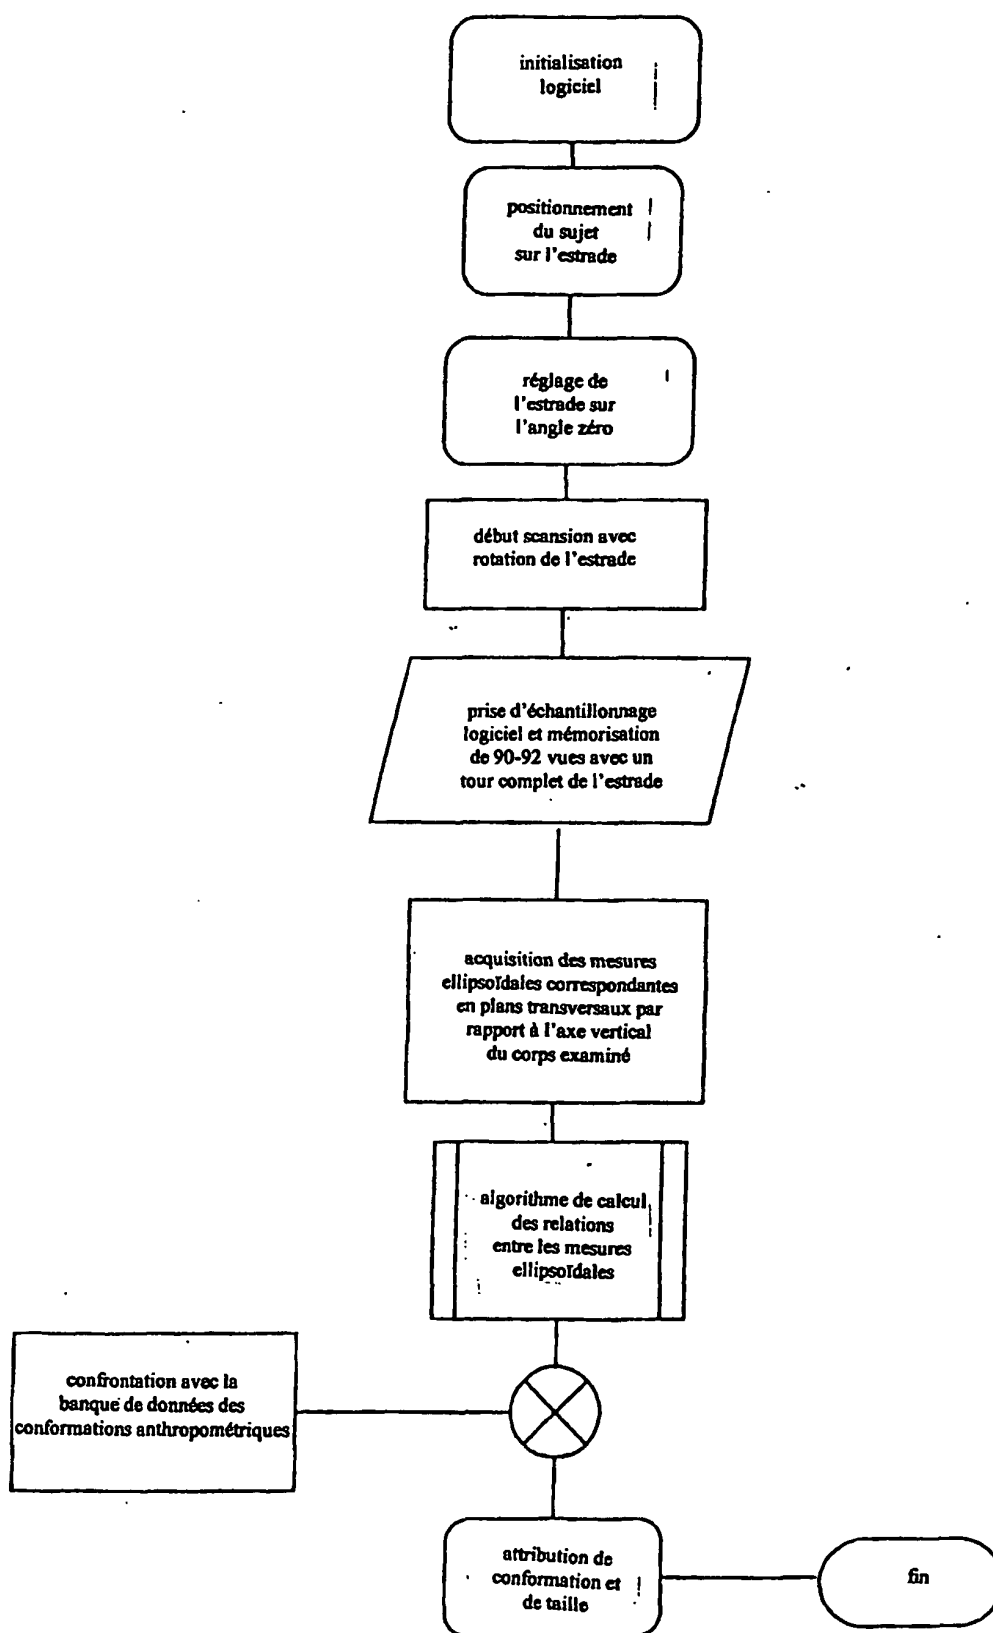 initialisation
logiciel
positionnement
du sujet
sur l'estrade
réglage de
l'estrade sur
l'angle zéro
début scansion avec
rotation de l'estrade
prise d'échantillonnage
logiciel et mémorisation
de 90-92 vues avec un
tour complet de l'estrade
acquisition des mesures
ellipsoïdales correspondantes
en plans transversaux par
rapport à l'axe vertical
du corps examiné
algorithme de calcul
des relations
entre les mesures
ellipsoïdales
confrontation avec la
banque de données des
conformations anthropométriques
attribution de
conformation et
de taille
fin